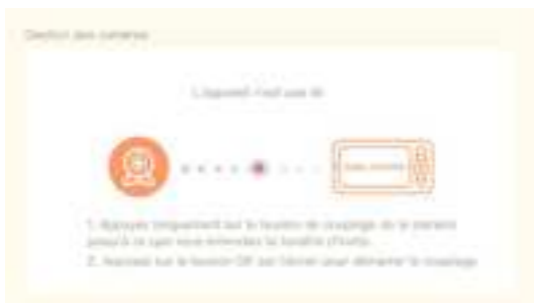 Gestion des caméras
L'appareil n'est pas lié
1. Appuyez longuement sur le bouton de couplage de la caméra
jusqu'à ce que vous entendiez la tonalité d'invite.
2. Appuyez sur le bouton OK sur l'écran pour démarrer le couplage